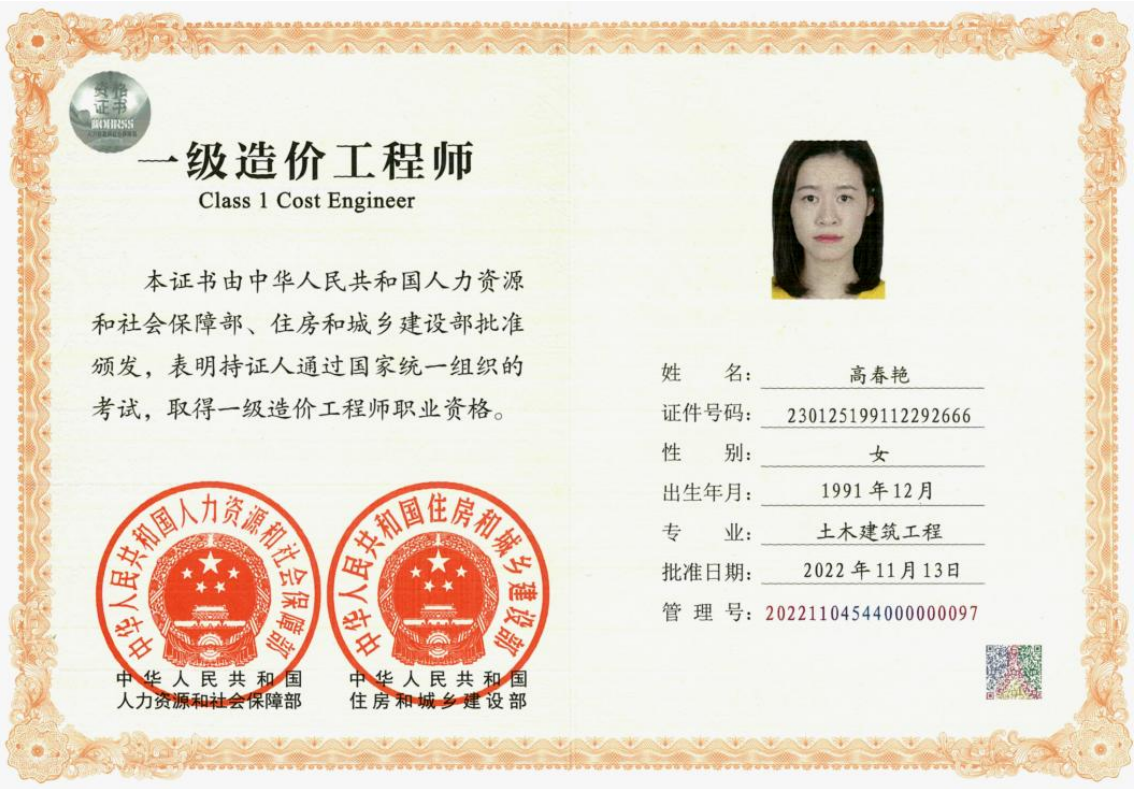 资格
证书
MOHRSS
一级造价工程师
Class 1 Cost Engineer
本证书由中华人民共和国人力资源
和社会保障部、住房和城乡建设部批准
颁发，表明持证人通过国家统一组织的
考试，取得一级造价工程师职业资格。
中华人民共和国人力资源和社会保障部
中华人民共和国
人力资源和社会保障部
中华人民共和国住房和城乡建设部
中华人民共和国
住房和城乡建设部
姓 名： 高春艳
证件号码： 230125199112292666
性 别： 女
出生年月： 1991年12月
专 业： 土木建筑工程
批准日期： 2022年11月13日
管 理 号： 20221104544000000097